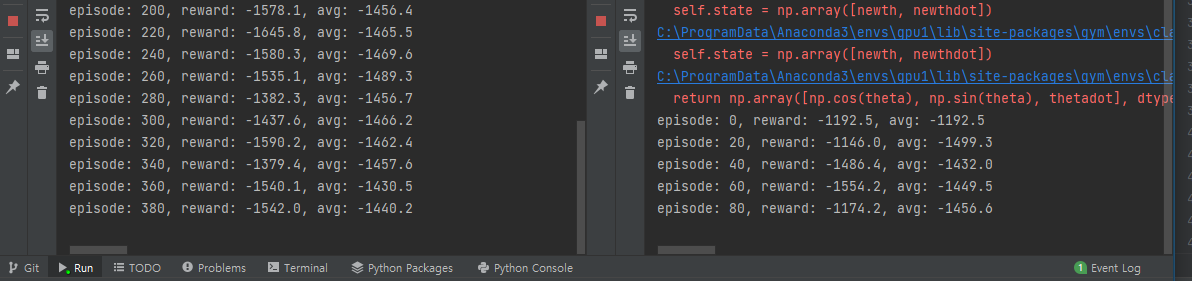 episode: 200, reward: -1578.1, avg: -1456.4
episode: 220, reward: -1645.8, avg: -1465.5
episode: 240, reward: -1580.3, avg: -1469.6
episode: 260, reward: -1535.1, avg: -1489.3
episode: 280, reward: -1382.3, avg: -1456.7
episode: 300, reward: -1437.6, avg: -1466.2
episode: 320, reward: -1590.2, avg: -1462.4
episode: 340, reward: -1379.4, avg: -1457.6
episode: 360, reward: -1540.1, avg: -1430.5
episode: 380, reward: -1542.0, avg: -1440.2
self.state = np.array([newth, newthdot])
C:\ProgramData\Anaconda3\envs\gpu1\lib\site-packages\gym\envs\cla
self.state = np.array([newth, newthdot])
C:\ProgramData\Anaconda3\envs\gpu1\lib\site-packages\gym\envs\cla
return np.array([np.cos(theta), np.sin(theta), thetadot], dtype
episode: 0, reward: -1192.5, avg: -1192.5
episode: 20, reward: -1146.0, avg: -1499.3
episode: 40, reward: -1486.4, avg: -1432.0
episode: 60, reward: -1554.2, avg: -1449.5
episode: 80, reward: -1174.2, avg: -1456.6
Git Run TODO Problems Terminal Python Packages Python Console 1 Event Log